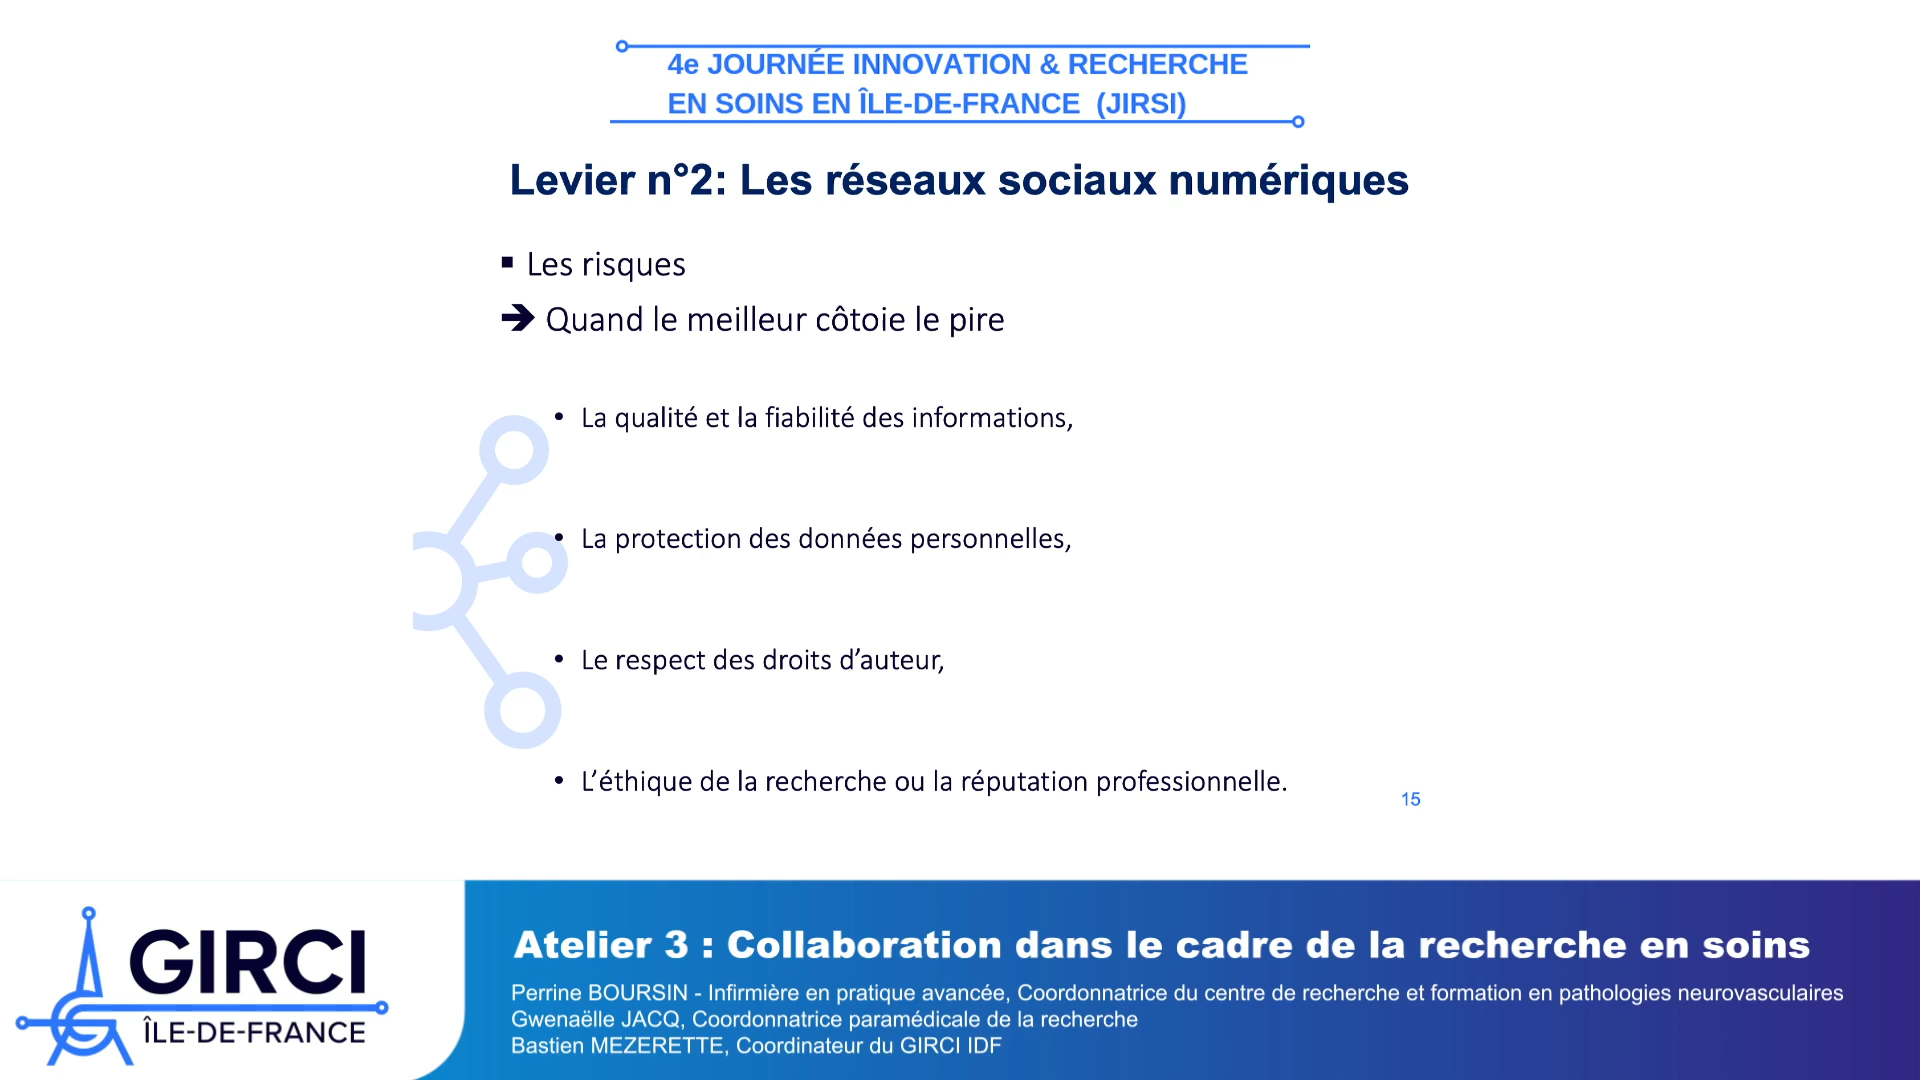 4e JOURNÉE INNOVATION & RECHERCHE
EN SOINS EN ÎLE-DE-FRANCE (JIRSI)
Levier n°2: Les réseaux sociaux numériques
▪ Les risques
➔ Quand le meilleur côtoie le pire
• La qualité et la fiabilité des informations,
• La protection des données personnelles,
• Le respect des droits d’auteur,
• L’éthique de la recherche ou la réputation professionnelle.
15
GIRCI
ÎLE-DE-FRANCE
Atelier 3 : Collaboration dans le cadre de la recherche en soins
Perrine BOURSIN - Infirmière en pratique avancée, Coordonnatrice du centre de recherche et formation en pathologies neurovasculaires
Gwenaëlle JACQ, Coordonnatrice paramédicale de la recherche
Bastien MEZERETTE, Coordinateur du GIRCI IDF